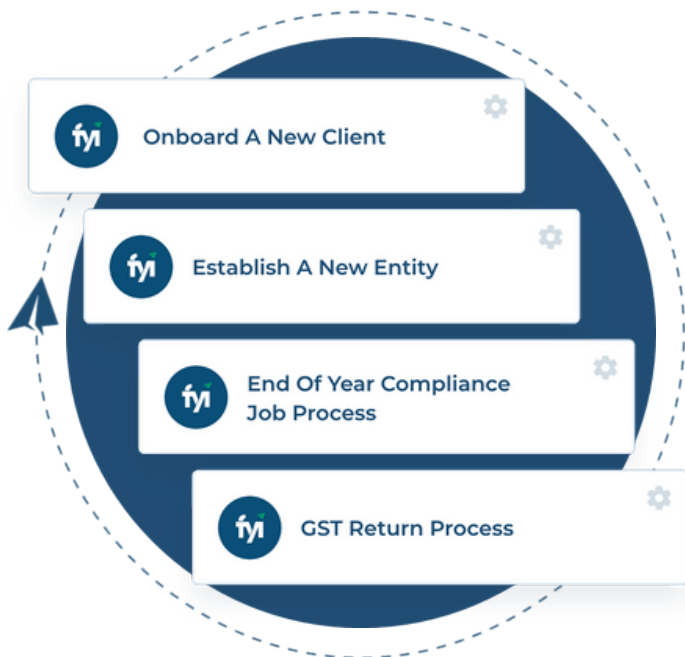 fyi
Onboard A New Client
fyi
Establish A New Entity
fyi
End Of Year Compliance
Job Process
fyi
GST Return Process